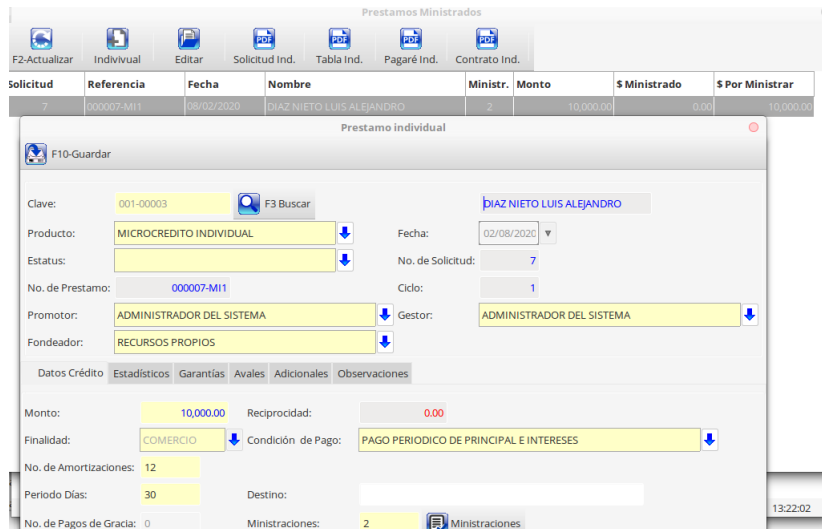 Prestamos Ministrados
F2-Actualizar Indivivual Editar Solicitud Ind. Tabla Ind. Pagaré Ind. Contrato Ind.
Solicitud Referencia Fecha Nombre Ministr. Monto $ Ministrado $ Por Ministrar
7 000007-MI1 08/02/2020 DIAZ NIETO LUIS ALEJANDRO 2 10,000.00 0.00 10,000.00
Prestamo individual
F10-Guardar
Clave: 001-00003 F3 Buscar DIAZ NIETO LUIS ALEJANDRO
Producto: MICROCREDITO INDIVIDUAL Fecha: 02/08/2020
Estatus: No. de Solicitud: 7
No. de Prestamo: 000007-MI1 Ciclo: 1
Promotor: ADMINISTRADOR DEL SISTEMA Gestor: ADMINISTRADOR DEL SISTEMA
Fondeador: RECURSOS PROPIOS
Datos Crédito Estadísticos Garantías Avales Adicionales Observaciones
Monto: 10,000.00 Reciprocidad: 0.00
Finalidad: COMERCIO Condición de Pago: PAGO PERIODICO DE PRINCIPAL E INTERESES
No. de Amortizaciones: 12
Periodo Días: 30 Destino:
13:22:02
No. de Pagos de Gracia: 0 Ministraciones: 2 Ministraciones